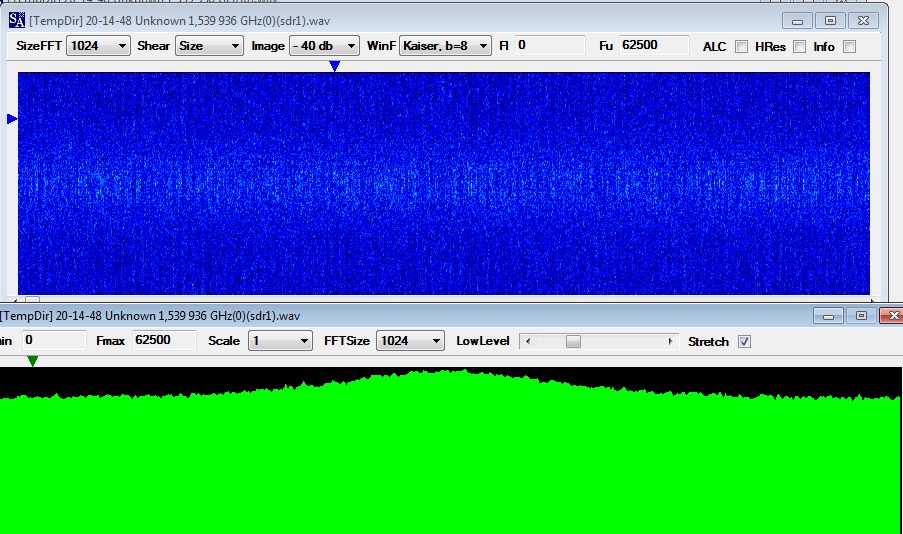 SA [TempDir] 20-14-48 Unknown 1,539 936 GHz(0)(sdr1).wav
SizeFFT 1024 Shear Size Image - 40 db WinF Kaiser, b=8 Fl 0 Fu 62500 ALC HRes Info
[TempDir] 20-14-48 Unknown 1,539 936 GHz(0)(sdr1).wav
in 0 Fmax 62500 Scale 1 FFTSize 1024 LowLevel Stretch